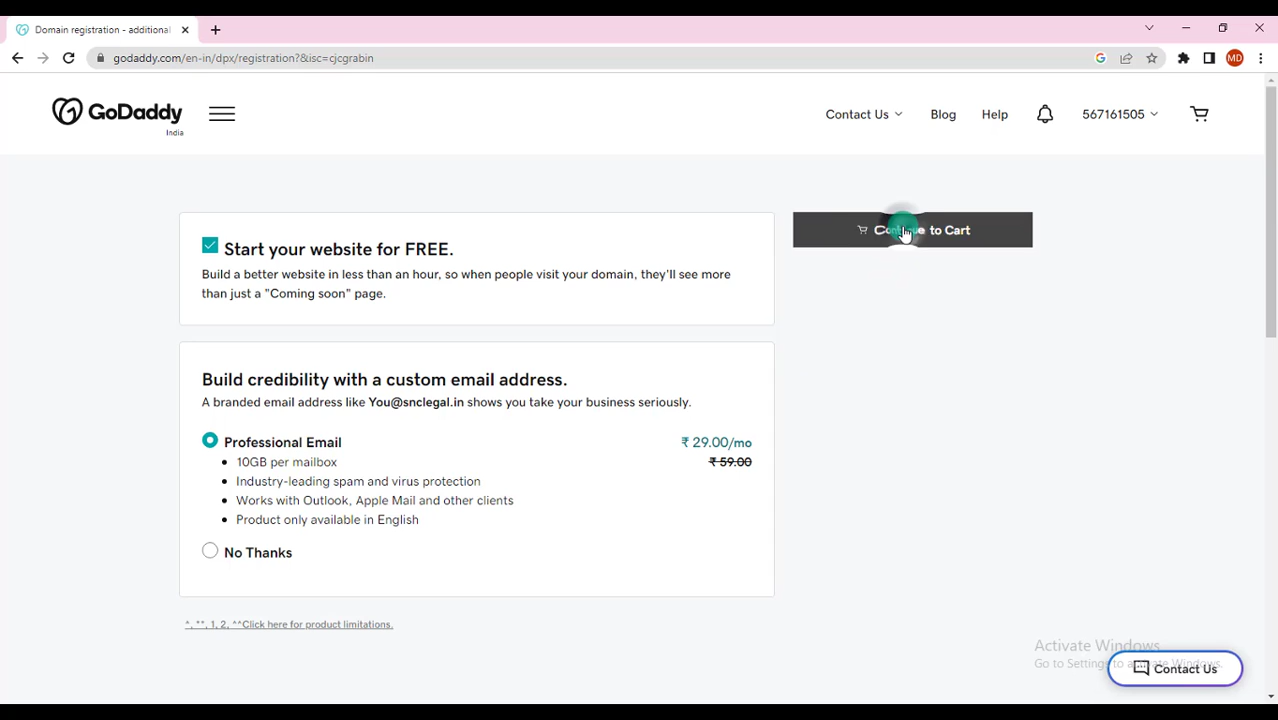 Domain registration - additional
godaddy.com/en-in/dpx/registration?&isc=cjcgrabin
MD
GoDaddy
India
Contact Us
Blog
Help
567161505
Continue to Cart
Start your website for FREE.
Build a better website in less than an hour, so when people visit your domain, they'll see more
than just a "Coming soon" page.
Build credibility with a custom email address.
A branded email address like You@snclegal.in shows you take your business seriously.
Professional Email
₹ 29.00/mo
• 10GB per mailbox
₹ 59.00
• Industry-leading spam and virus protection
• Works with Outlook, Apple Mail and other clients
• Product only available in English
No Thanks
^, **, 1, 2, ^^Click here for product limitations.
Activate Windows
Go to Settings to activate Windows.
Contact Us